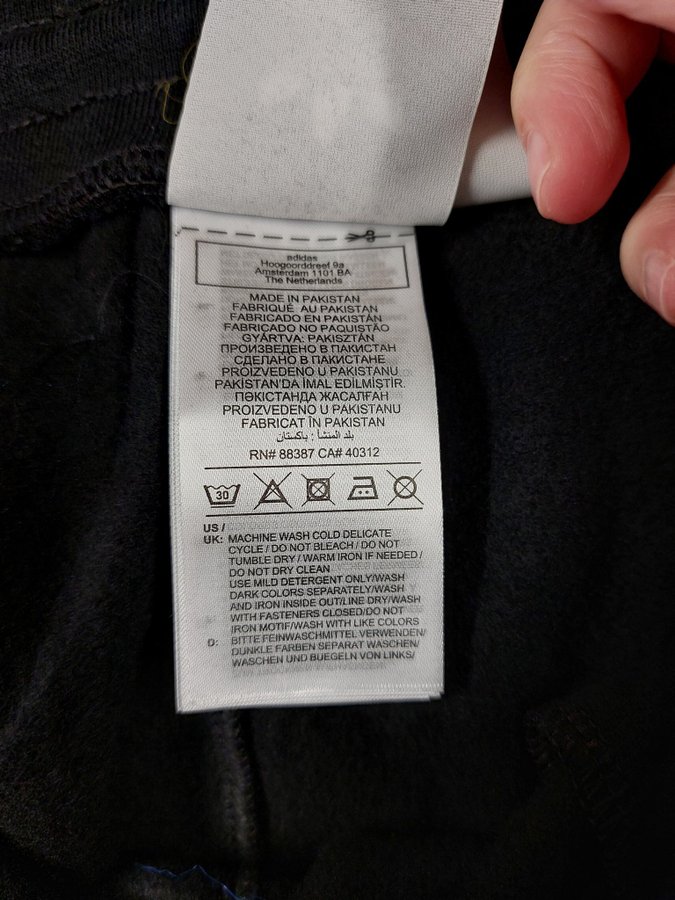 adidas
Hoogoorddreef 9a
Amsterdam 1101 BA
The Netherlands
MADE IN PAKISTAN
FABRIQUÉ AU PAKISTAN
FABRICADO EN PAKISTÁN
FABRICADO NO PAQUISTÃO
GYÁRTVA: PAKISZTÁN
ПРОИЗВЕДЕНО В ПАКИСТАН
СДЕЛАНО В ПАКИСТАНЕ
PROIZVEDENO U PAKISTANU
PAKİSTAN'DA İMAL EDİLMİŞTİR.
ПӘКІСТАНДА ЖАСАЛҒАН
PROIZVEDENO U PAKISTANU
FABRICAT ÎN PAKISTAN
بلد المنشأ : باكستان
RN# 88387 CA# 40312
30
US /
UK: MACHINE WASH COLD DELICATE
CYCLE / DO NOT BLEACH / DO NOT
TUMBLE DRY / WARM IRON IF NEEDED /
DO NOT DRY CLEAN
USE MILD DETERGENT ONLY/WASH
DARK COLORS SEPARATELY/WASH
AND IRON INSIDE OUT/LINE DRY/WASH
WITH FASTENERS CLOSED/DO NOT
IRON MOTIF/WASH WITH LIKE COLORS
D: BITTE FEINWASCHMITTEL VERWENDEN/
DUNKLE FARBEN SEPARAT WASCHEN/
WASCHEN UND BUEGELN VON LINKS/